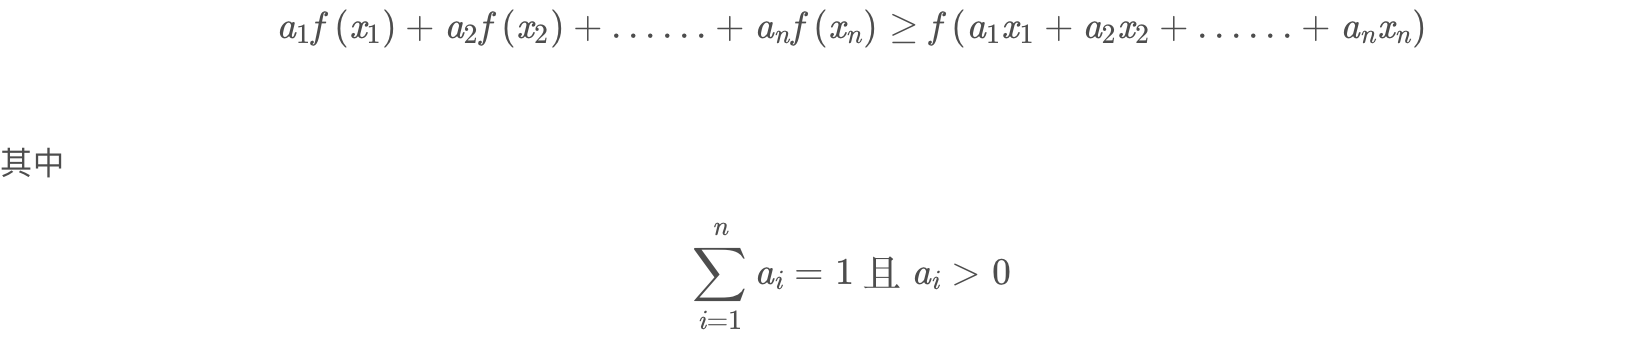 a₁f(x₁) + a₂f(x₂) + ...... + aₙf(xₙ) ≥ f(a₁x₁ + a₂x₂ + ...... + aₙxₙ)
其中
∑ᵢ₌₁ⁿ aᵢ = 1 且 aᵢ > 0